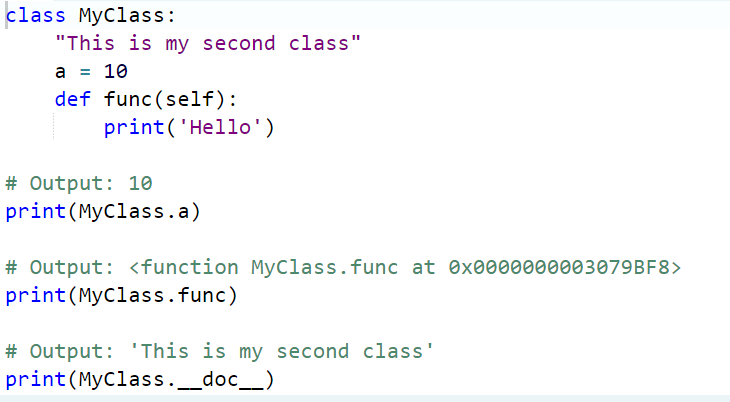 class MyClass:
    "This is my second class"
    a = 10
    def func(self):
        print('Hello')

# Output: 10
print(MyClass.a)

# Output: <function MyClass.func at 0x0000000003079BF8>
print(MyClass.func)

# Output: 'This is my second class'
print(MyClass.__doc__)